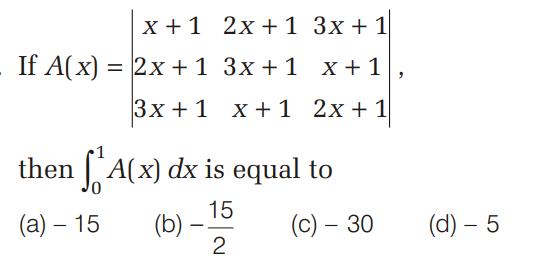 | x + 1 2x + 1 3x + 1 |
If A(x) = | 2x + 1 3x + 1 x + 1 | ,
| 3x + 1 x + 1 2x + 1 |
then ∫₀¹ A(x) dx is equal to
(a) – 15 (b) – 15/2 (c) – 30 (d) – 5